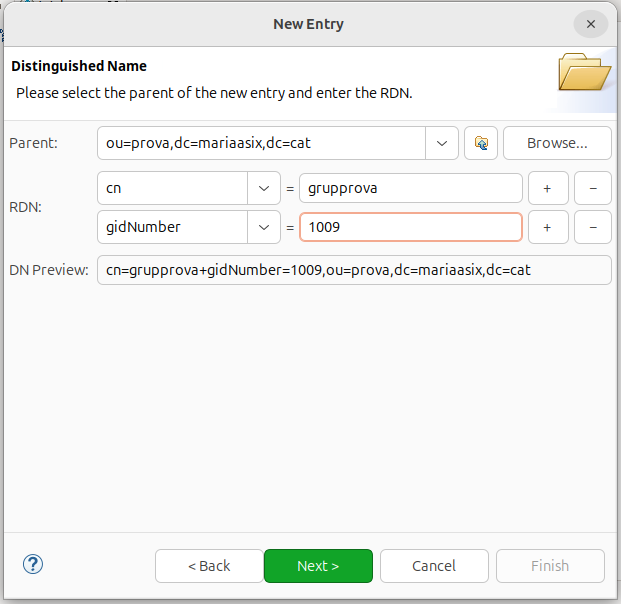 New Entry
Distinguished Name
Please select the parent of the new entry and enter the RDN.
Parent: ou=prova,dc=mariaasix,dc=cat Browse...
RDN:
cn = grupprova + −
gidNumber = 1009 + −
DN Preview: cn=grupprova+gidNumber=1009,ou=prova,dc=mariaasix,dc=cat
? < Back Next > Cancel Finish